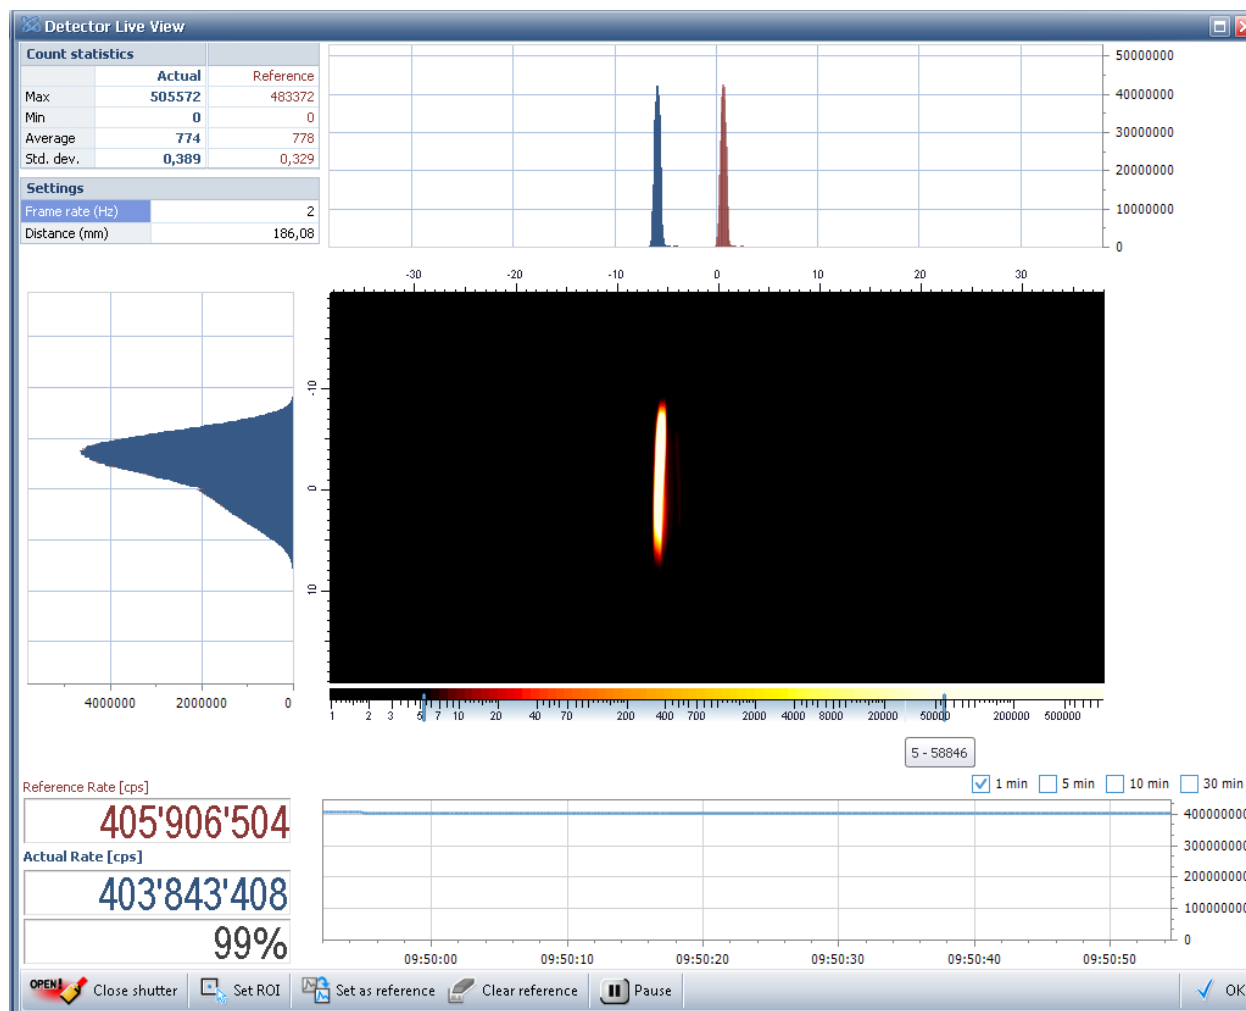 Detector Live View
Count statistics
Actual Reference
Max 505572 483372
Min 0 0
Average 774 778
Std. dev. 0,389 0,329
Settings
Frame rate (Hz) 2
Distance (mm) 186,08
50000000
40000000
30000000
20000000
10000000
0
-30 -20 -10 0 10 20 30
-10
0
10
4000000 2000000 0
1 2 3 5 7 10 20 40 70 200 400 700 2000 4000 8000 20000 50000 200000 600000
5 - 58846
1 min 5 min 10 min 30 min
Reference Rate [cps]
405'906'504
Actual Rate [cps]
403'843'408
99%
400000000
300000000
200000000
100000000
0
09:50:00 09:50:10 09:50:20 09:50:30 09:50:40 09:50:50
OPEN! Close shutter Set ROI Set as reference Clear reference Pause OK